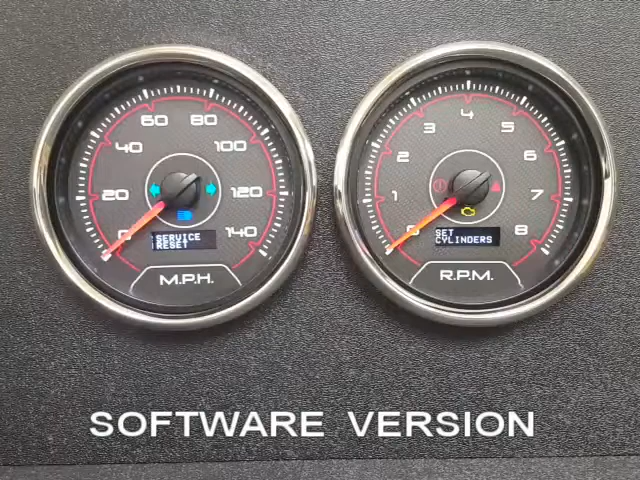 60 80
40 100
20 120
0 140
SERVICE
RESET
M.P.H.
4
3 5
2 6
1 7
0 8
SET
CYLINDERS
R.P.M.
SOFTWARE VERSION